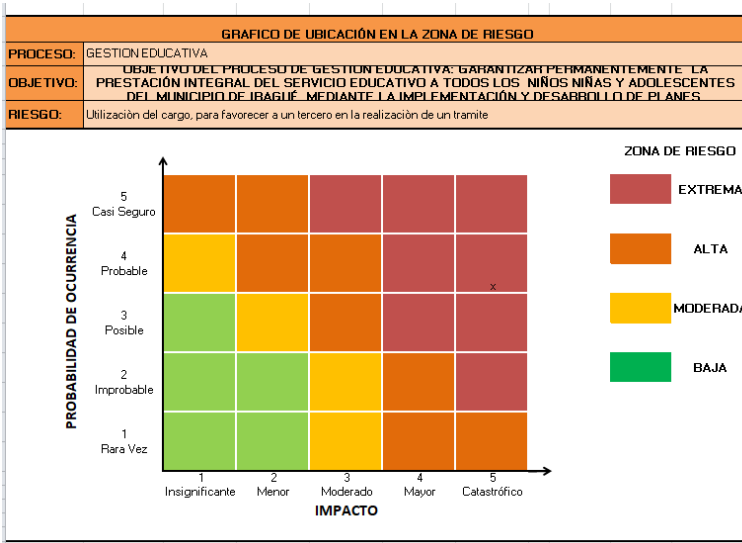 GRAFICO DE UBICACIÓN EN LA ZONA DE RIESGO
PROCESO: GESTION EDUCATIVA
OBJETIVO: OBJETIVO DEL PROCESO DE GESTION EDUCATIVA: GARANTIZAR PERMANENTEMENTE LA
PRESTACIÓN INTEGRAL DEL SERVICIO EDUCATIVO A TODOS LOS NIÑOS NIÑAS Y ADOLESCENTES
DEL MUNICIPIO DE IBAGUÉ MEDIANTE LA IMPLEMENTACIÓN Y DESARROLLO DE PLANES
RIESGO: Utilizaciòn del cargo, para favorecer a un tercero en la realizaciòn de un tramite
ZONA DE RIESGO
EXTREMA
ALTA
MODERADA
BAJA
PROBABILIDAD DE OCURRENCIA
5
Casi Seguro
4
Probable
x
3
Posible
2
Improbable
1
Rara Vez
1 2 3 4 5
Insignificante Menor Moderado Mayor Catastrófico
IMPACTO